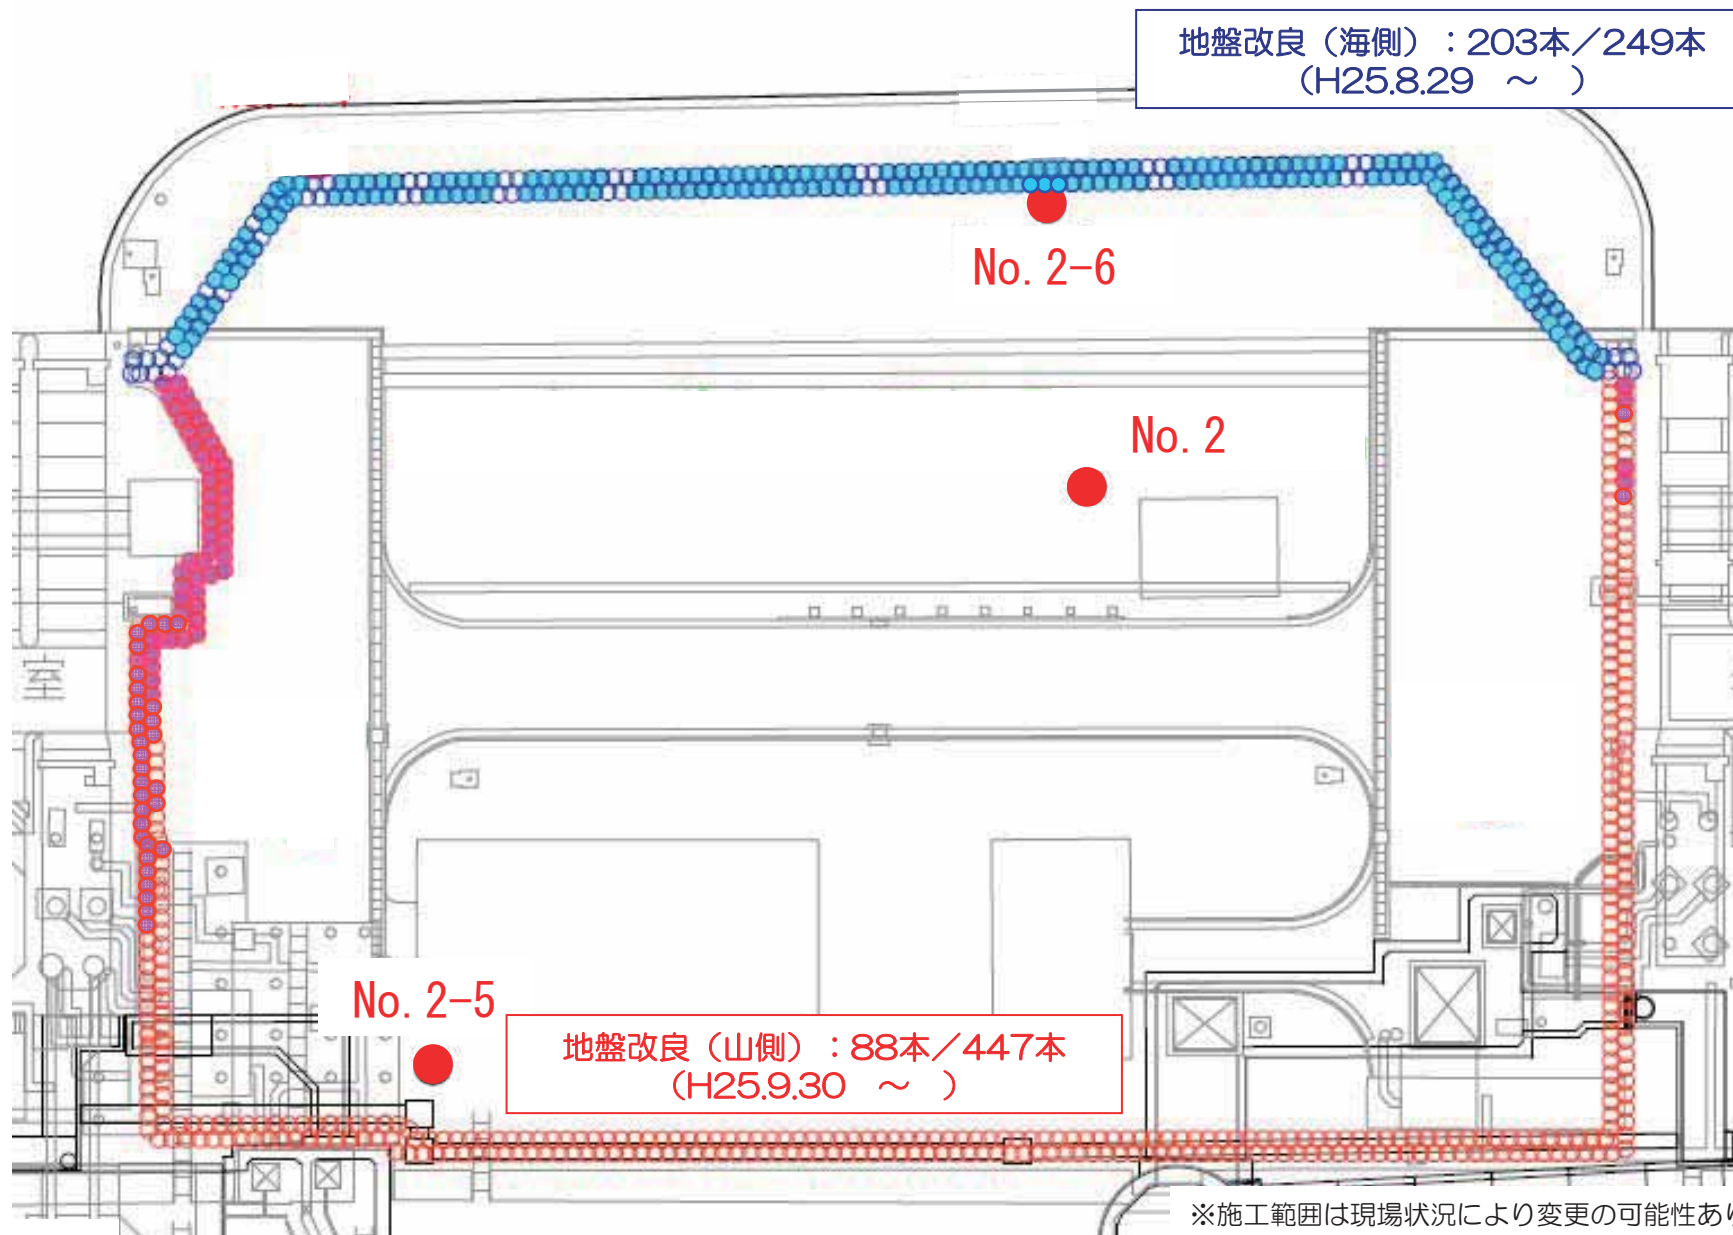 地盤改良（海側）：203本／249本
（H25.8.29　～　）
No. 2-6
No. 2
室
No. 2-5
地盤改良（山側）：88本／447本
（H25.9.30　～　）
※施工範囲は現場状況により変更の可能性あり